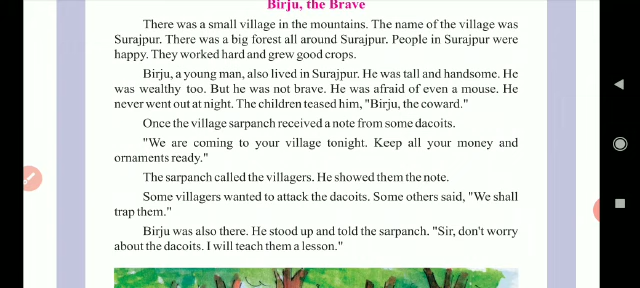 Birju, the Brave
There was a small village in the mountains. The name of the village was
Surajpur. There was a big forest all around Surajpur. People in Surajpur were
happy. They worked hard and grew good crops.
Birju, a young man, also lived in Surajpur. He was tall and handsome. He
was wealthy too. But he was not brave. He was afraid of even a mouse. He
never went out at night. The children teased him, "Birju, the coward."
Once the village sarpanch received a note from some dacoits.
"We are coming to your village tonight. Keep all your money and
ornaments ready."
The sarpanch called the villagers. He showed them the note.
Some villagers wanted to attack the dacoits. Some others said, "We shall
trap them."
Birju was also there. He stood up and told the sarpanch. "Sir, don't worry
about the dacoits. I will teach them a lesson."